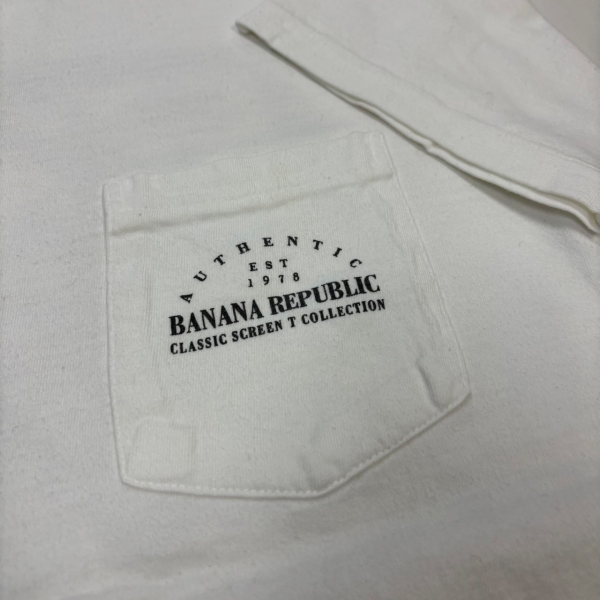 AUTHENTIC
EST
1978
BANANA REPUBLIC
CLASSIC SCREEN T COLLECTION